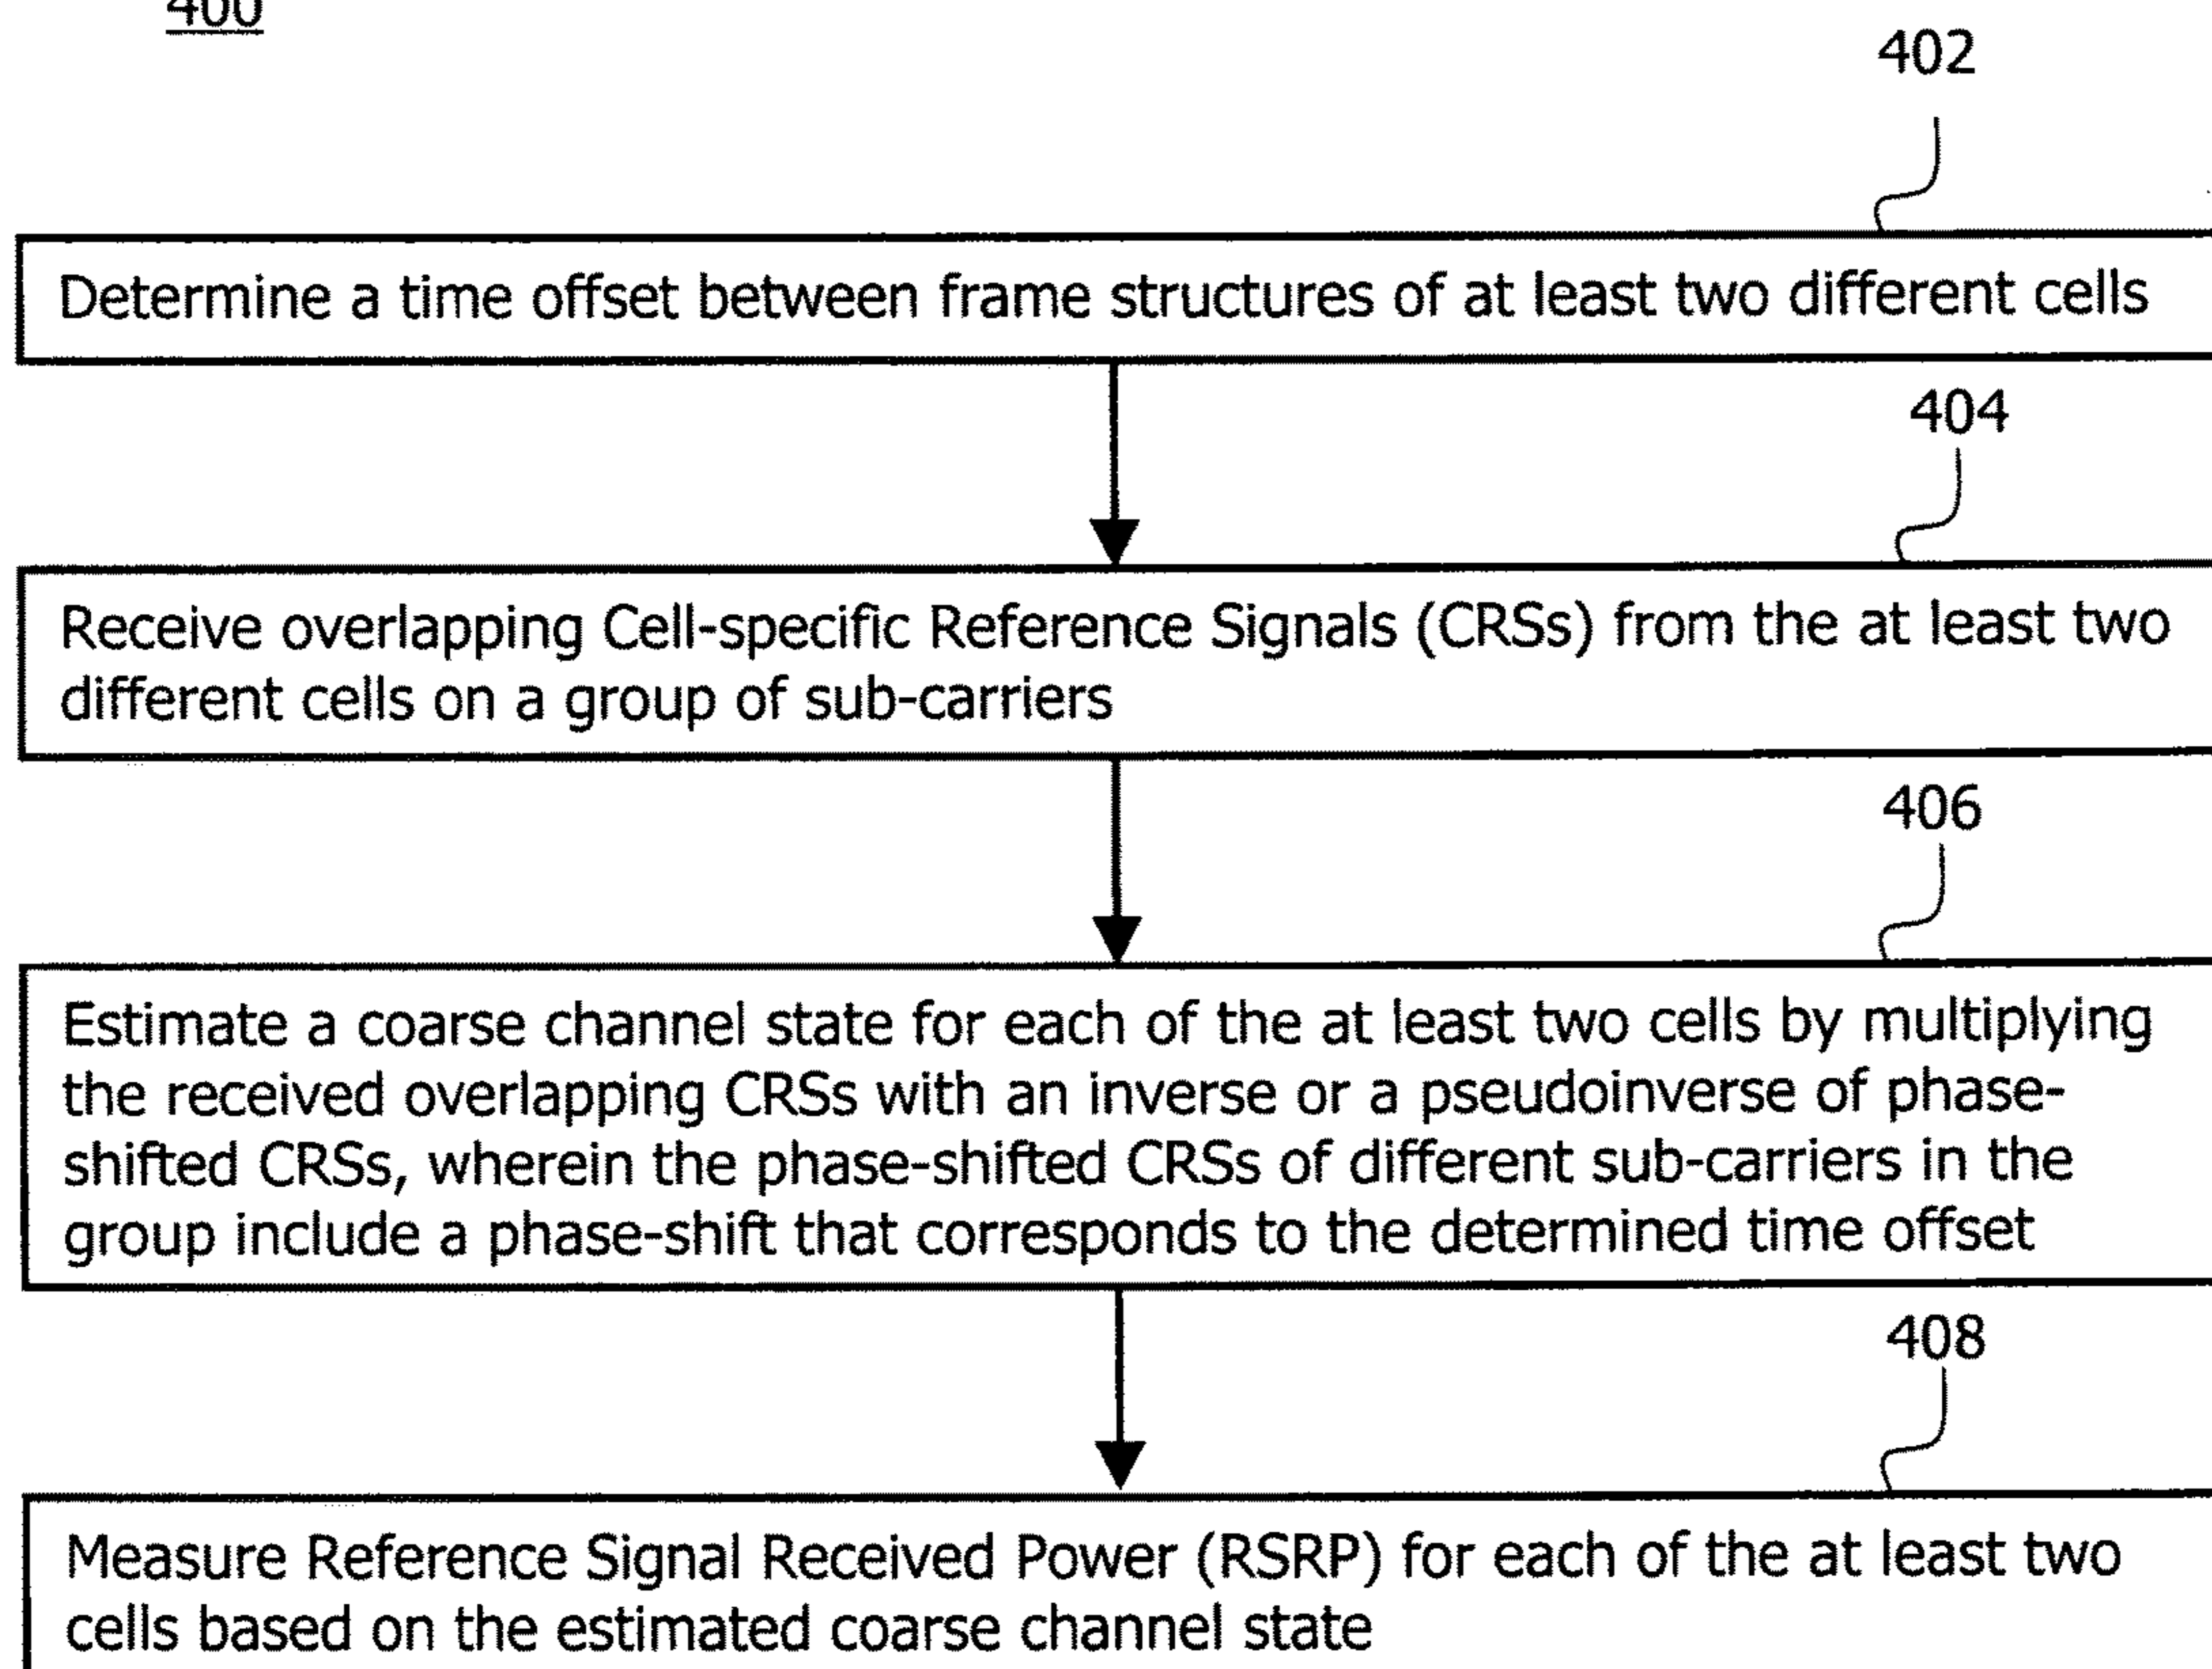 400
402
Determine a time offset between frame structures of at least two different cells
404
Receive overlapping Cell-specific Reference Signals (CRSs) from the at least two
different cells on a group of sub-carriers
406
Estimate a coarse channel state for each of the at least two cells by multiplying
the received overlapping CRSs with an inverse or a pseudoinverse of phase-
shifted CRSs, wherein the phase-shifted CRSs of different sub-carriers in the
group include a phase-shift that corresponds to the determined time offset
408
Measure Reference Signal Received Power (RSRP) for each of the at least two
cells based on the estimated coarse channel state